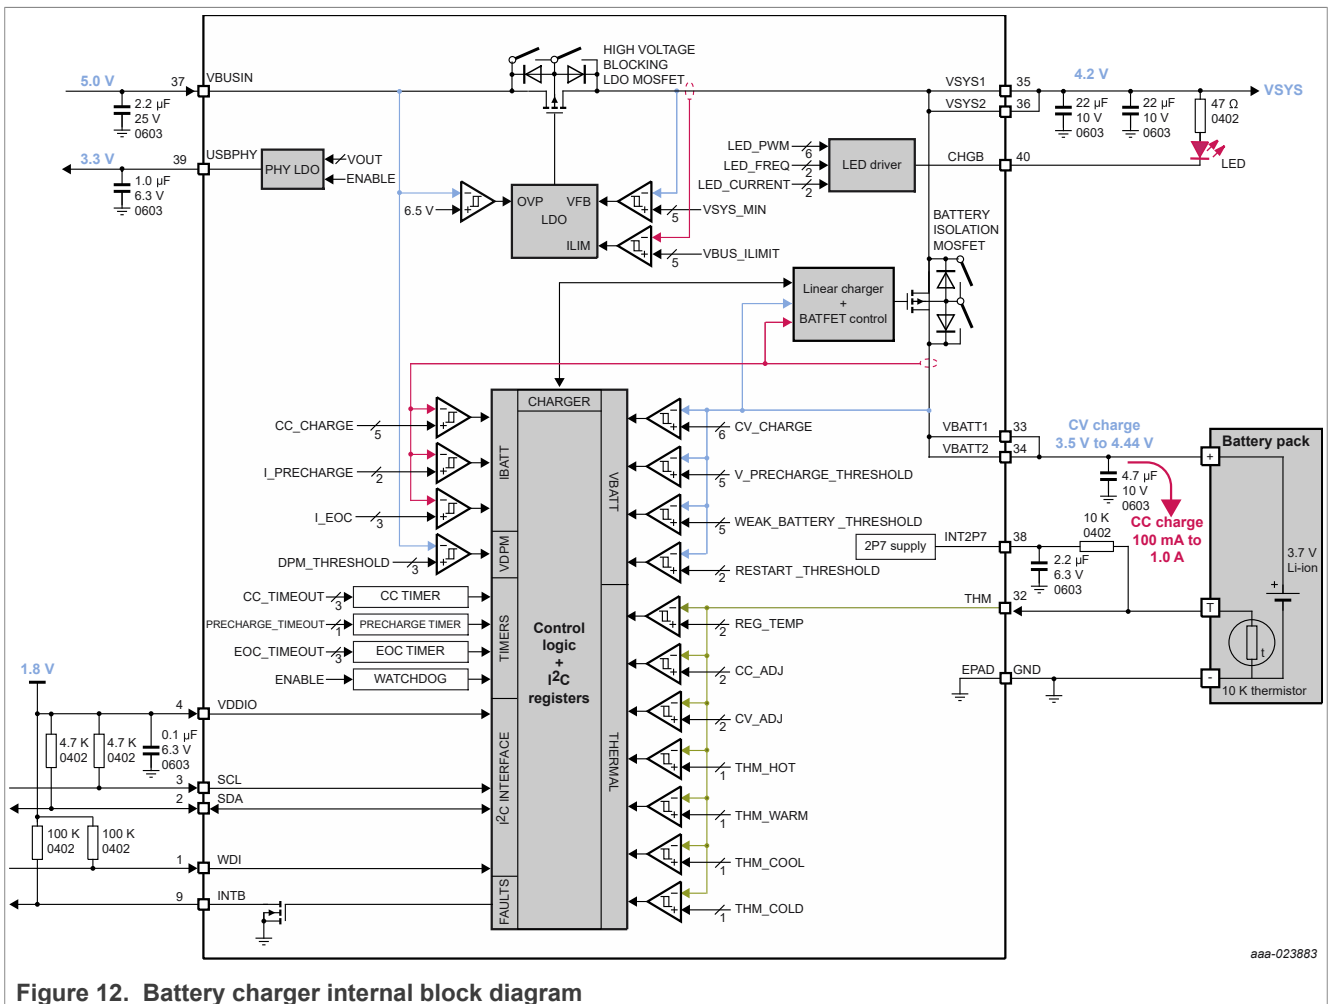 HIGH VOLTAGE
BLOCKING
LDO MOSFET
5.0 V
37
VBUSIN
2.2 µF
25 V
0603
3.3 V
39
USBPHY
PHY LDO
VOUT
ENABLE
1.0 µF
6.3 V
0603
6.5 V
-
+
OVP
VFB
LDO
ILIM
-
+
5
VSYS_MIN
-
+
5
VBUS_ILIMIT
LED_PWM
6
LED_FREQ
2
LED_CURRENT
2
LED driver
CHGB
40
VSYS1
35
VSYS2
36
4.2 V
VSYS
22 µF
10 V
0603
22 µF
10 V
0603
47 Ω
0402
LED
BATTERY
ISOLATION
MOSFET
Linear charger
+
BATFET control
CHARGER
IBATT
VDPM
TIMERS
I2C INTERFACE
FAULTS
VBATT
THERMAL
Control
logic
+
I2C
registers
CC_CHARGE
5
-
+
I_PRECHARGE
2
-
+
I_EOC
3
-
+
DPM_THRESHOLD
3
-
+
CC_TIMEOUT
3
CC TIMER
PRECHARGE_TIMEOUT
1
PRECHARGE TIMER
EOC_TIMEOUT
3
EOC TIMER
ENABLE
WATCHDOG
-
+
6
CV_CHARGE
-
+
5
V_PRECHARGE_THRESHOLD
-
+
5
WEAK_BATTERY _THRESHOLD
-
+
2
RESTART _THRESHOLD
-
+
2
REG_TEMP
-
+
2
CC_ADJ
-
+
2
CV_ADJ
-
+
1
THM_HOT
-
+
1
THM_WARM
-
+
1
THM_COOL
-
+
1
THM_COLD
VBATT1
33
VBATT2
34
CV charge
3.5 V to 4.44 V
4.7 µF
10 V
0603
CC charge
100 mA to
1.0 A
2P7 supply
INT2P7
38
10 K
0402
2.2 µF
6.3 V
0603
THM
32
EPAD
GND
Battery pack
+
3.7 V
Li-ion
+
T
t
-
10 K thermistor
1.8 V
4
VDDIO
4.7 K
0402
4.7 K
0402
0.1 µF
6.3 V
0603
3
SCL
2
SDA
100 K
0402
100 K
0402
1
WDI
9
INTB
aaa-023883
Figure 12. Battery charger internal block diagram